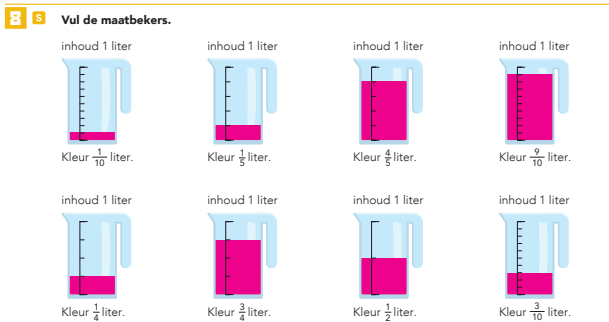 8 S Vul de maatbekers.
inhoud 1 liter inhoud 1 liter inhoud 1 liter inhoud 1 liter
Kleur 1/10 liter. Kleur 1/5 liter. Kleur 4/5 liter. Kleur 9/10 liter.
inhoud 1 liter inhoud 1 liter inhoud 1 liter inhoud 1 liter
Kleur 1/4 liter. Kleur 3/4 liter. Kleur 1/2 liter. Kleur 3/10 liter.